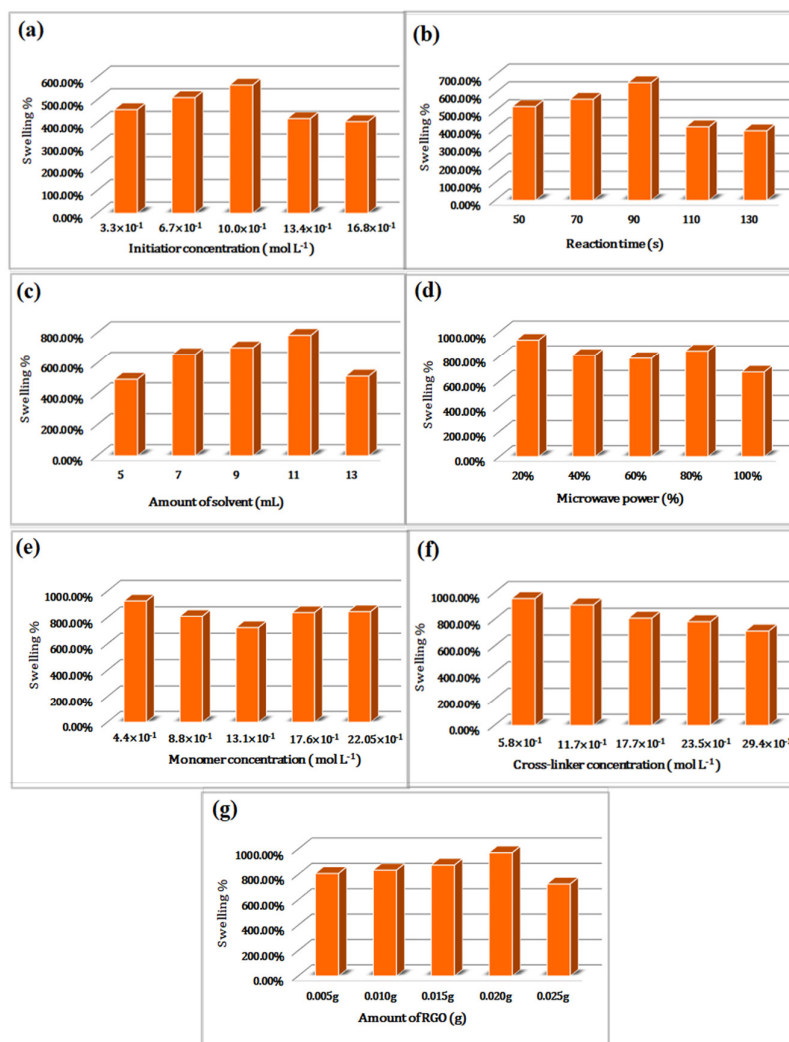 (a)
600.00%
500.00%
400.00%
300.00%
200.00%
100.00%
0.00%
Swelling %
3.3×10⁻¹ 6.7×10⁻¹ 10.0×10⁻¹ 13.4×10⁻¹ 16.8×10⁻¹
Initiatior concentration ( mol L⁻¹)
(b)
700.00%
600.00%
500.00%
400.00%
300.00%
200.00%
100.00%
0.00%
Swelling %
50 70 90 110 130
Reaction time (s)
(c)
800.00%
600.00%
400.00%
200.00%
0.00%
Swelling %
5 7 9 11 13
Amount of solvent (mL)
(d)
1000.00%
800.00%
600.00%
400.00%
200.00%
0.00%
Swelling %
20% 40% 60% 80% 100%
Microwave power (%)
(e)
1000.00%
800.00%
600.00%
400.00%
200.00%
0.00%
Swelling %
4.4×10⁻¹ 8.8×10⁻¹ 13.1×10⁻¹ 17.6×10⁻¹ 22.05×10⁻¹
Monomer concentration ( mol L⁻¹)
(f)
1000.00%
800.00%
600.00%
400.00%
200.00%
0.00%
Swelling %
5.8×10⁻¹ 11.7×10⁻¹ 17.7×10⁻¹ 23.5×10⁻¹ 29.4×10⁻¹
Cross-linker concentration ( mol L⁻¹)
(g)
1000.00%
800.00%
600.00%
400.00%
200.00%
0.00%
Swelling %
0.005g 0.010g 0.015g 0.020g 0.025g
Amount of RGO (g)